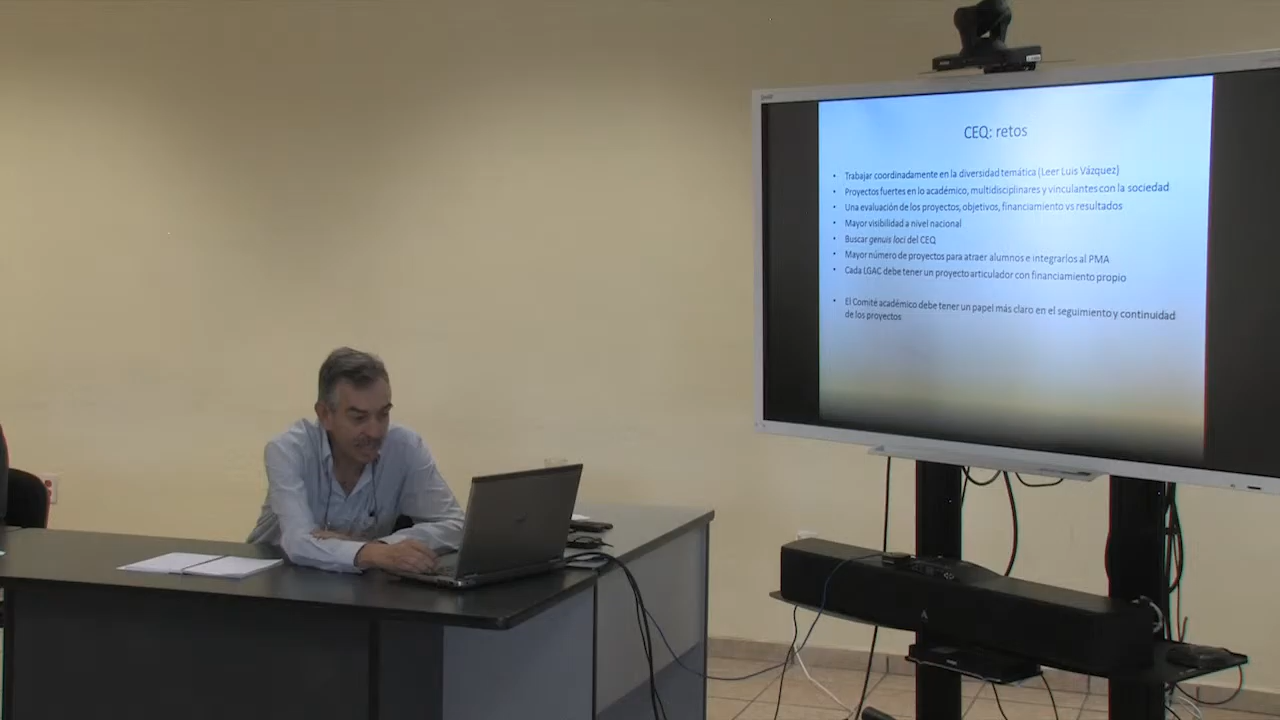 CEQ: retos
• Trabajar coordinadamente en la diversidad temática (Leer Luis Vázquez)
• Proyectos fuertes en lo académico, multidisciplinares y vinculantes con la sociedad
• Una evaluación de los proyectos, objetivos, financiamiento vs resultados
• Mayor visibilidad a nivel nacional
• Buscar genuis loci del CEQ
• Mayor número de proyectos para atraer alumnos e integrarlos al PMA
• Cada LGAC debe tener un proyecto articulador con financiamiento propio
• El Comité académico debe tener un papel más claro en el seguimiento y continuidad
de los proyectos